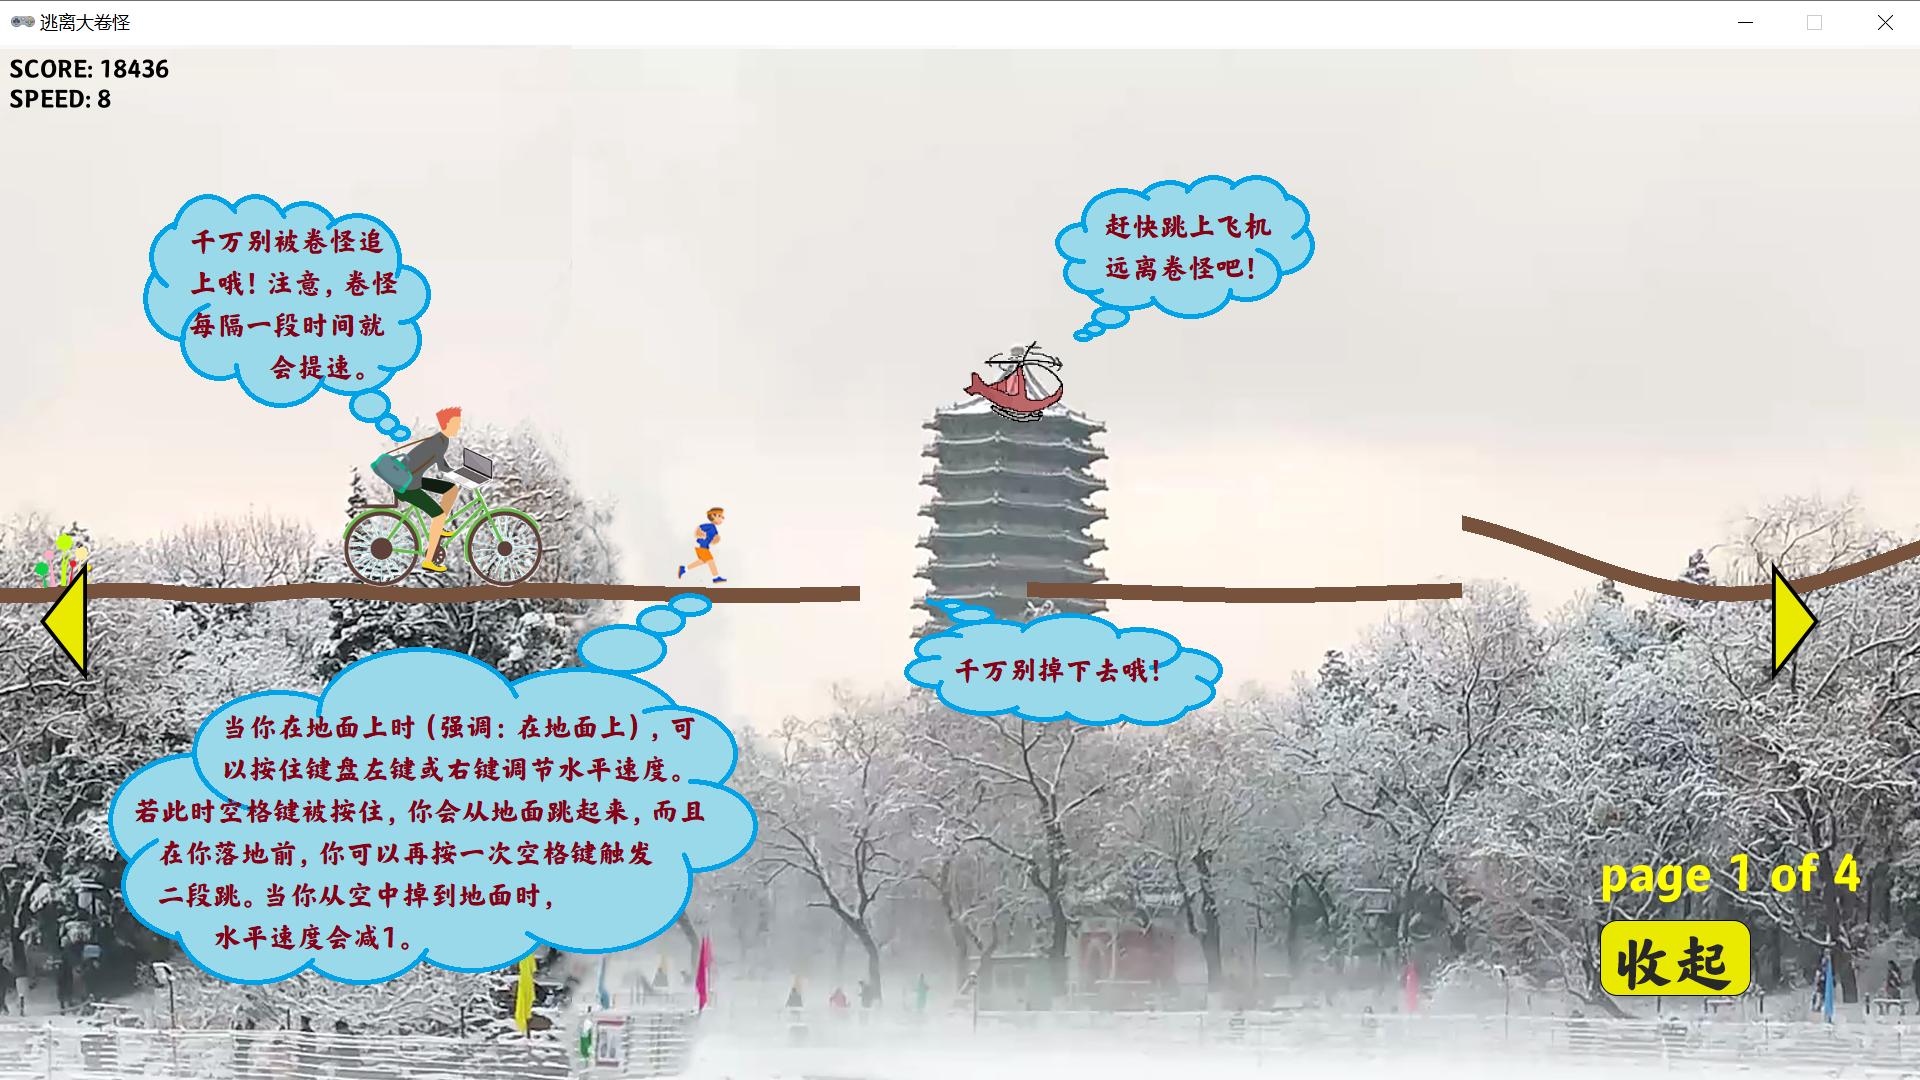 逃离大卷怪
SCORE: 18436
SPEED: 8
千万别被卷怪追
上哦！注意，卷怪
每隔一段时间就
会提速。
赶快跳上飞机
远离卷怪吧！
千万别掉下去哦！
当你在地面上时（强调：在地面上），可
以按住键盘左键或右键调节水平速度。
若此时空格键被按住，你会从地面跳起来，而且
在你落地前，你可以再按一次空格键触发
二段跳。当你从空中掉到地面时，
水平速度会减1。
page 1 of 4
收起